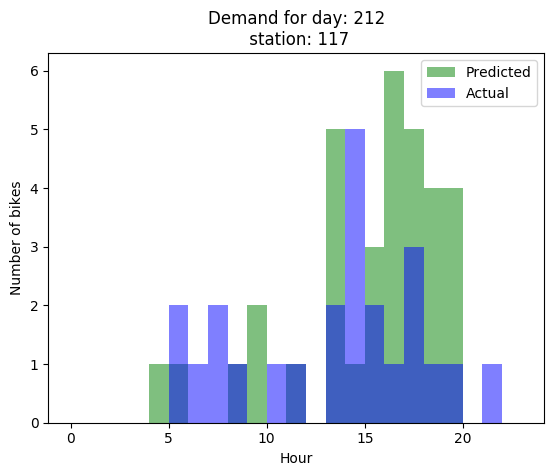 Demand for day: 212
station: 117
Predicted
Actual
6
5
4
3
2
1
0
Number of bikes
0 5 10 15 20
Hour